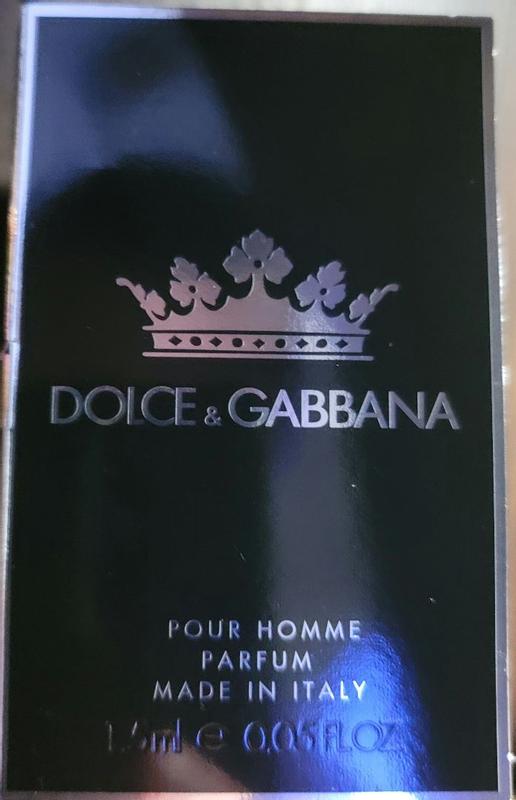 DOLCE & GABBANA
POUR HOMME
PARFUM
MADE IN ITALY
1.5ml ℮ 0.05 FL.OZ.